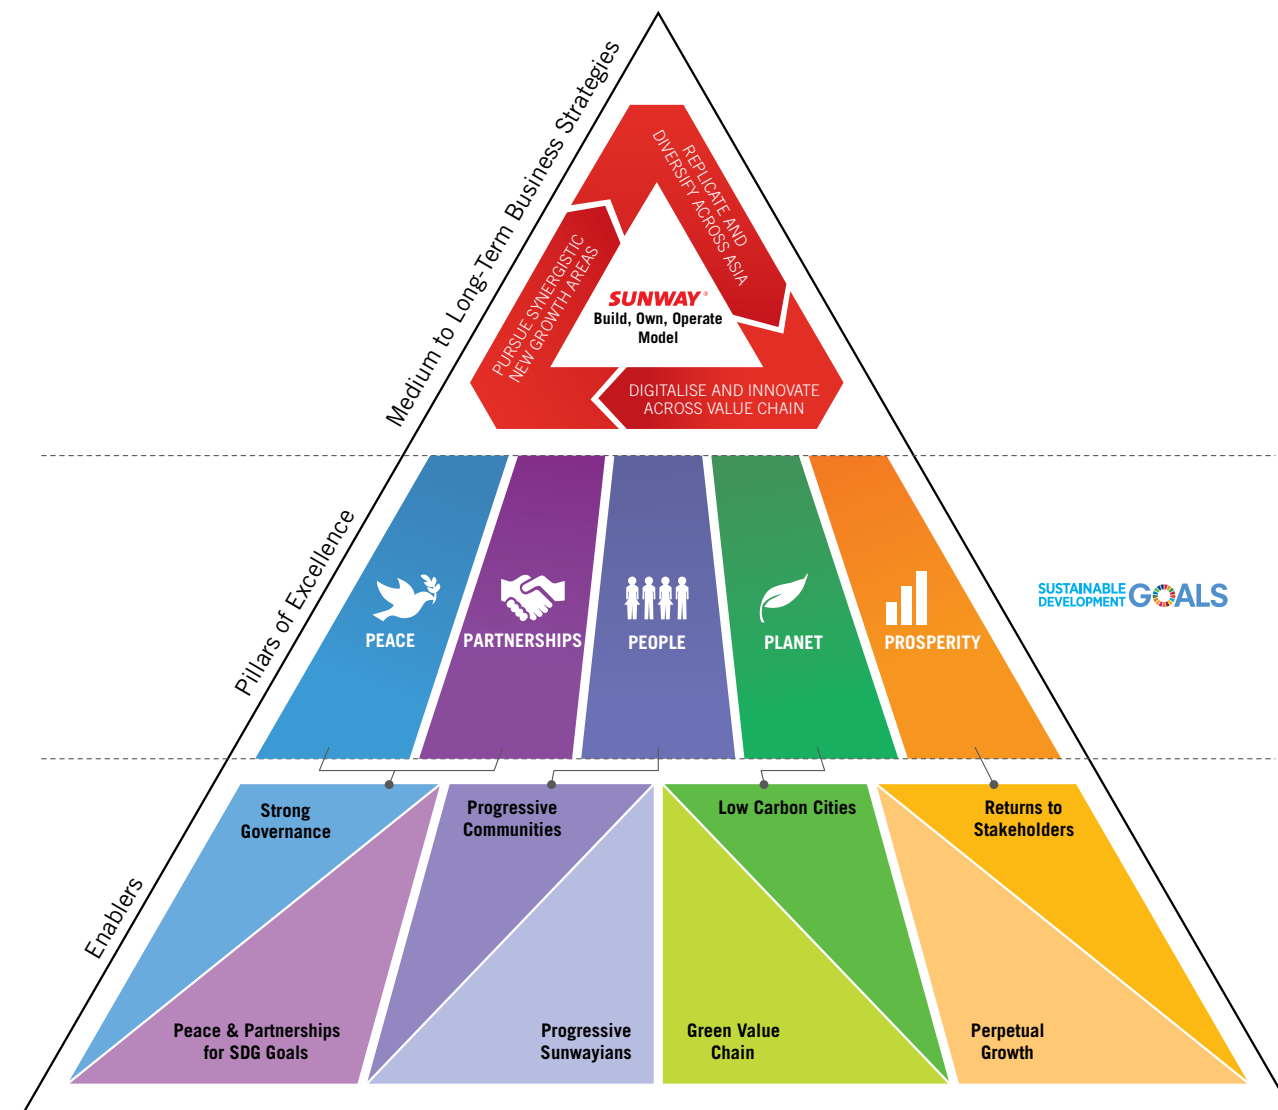 Medium to Long-Term Business Strategies
REPLICATE AND
DIVERSIFY ACROSS ASIA
PURSUE SYNERGISTIC
NEW GROWTH AREAS
SUNWAY®
Build, Own, Operate
Model
DIGITALISE AND INNOVATE
ACROSS VALUE CHAIN
Pillars of Excellence
PEACE
PARTNERSHIPS
PEOPLE
PLANET
PROSPERITY
SUSTAINABLE
DEVELOPMENT
GOALS
Enablers
Strong
Governance
Progressive
Communities
Low Carbon Cities
Returns to
Stakeholders
Peace & Partnerships
for SDG Goals
Progressive
Sunwayians
Green Value
Chain
Perpetual
Growth